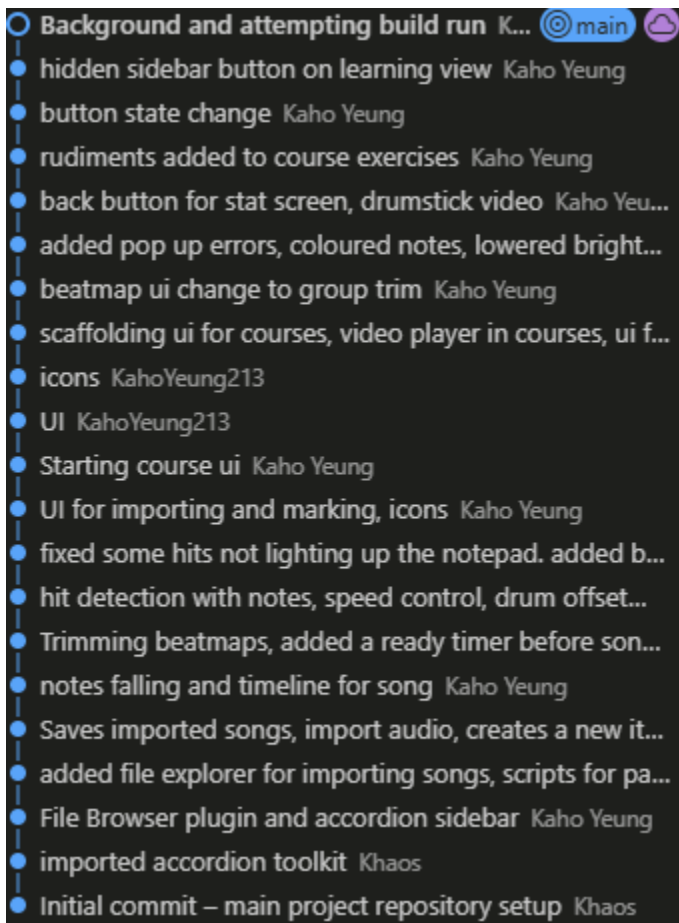 Background and attempting build run K... main
hidden sidebar button on learning view Kaho Yeung
button state change Kaho Yeung
rudiments added to course exercises Kaho Yeung
back button for stat screen, drumstick video Kaho Yeu...
added pop up errors, coloured notes, lowered bright...
beatmap ui change to group trim Kaho Yeung
scaffolding ui for courses, video player in courses, ui f...
icons KahoYeung213
UI KahoYeung213
Starting course ui Kaho Yeung
UI for importing and marking, icons Kaho Yeung
fixed some hits not lighting up the notepad. added b...
hit detection with notes, speed control, drum offset...
Trimming beatmaps, added a ready timer before son...
notes falling and timeline for song Kaho Yeung
Saves imported songs, import audio, creates a new it...
added file explorer for importing songs, scripts for pa...
File Browser plugin and accordion sidebar Kaho Yeung
imported accordion toolkit Khaos
Initial commit – main project repository setup Khaos